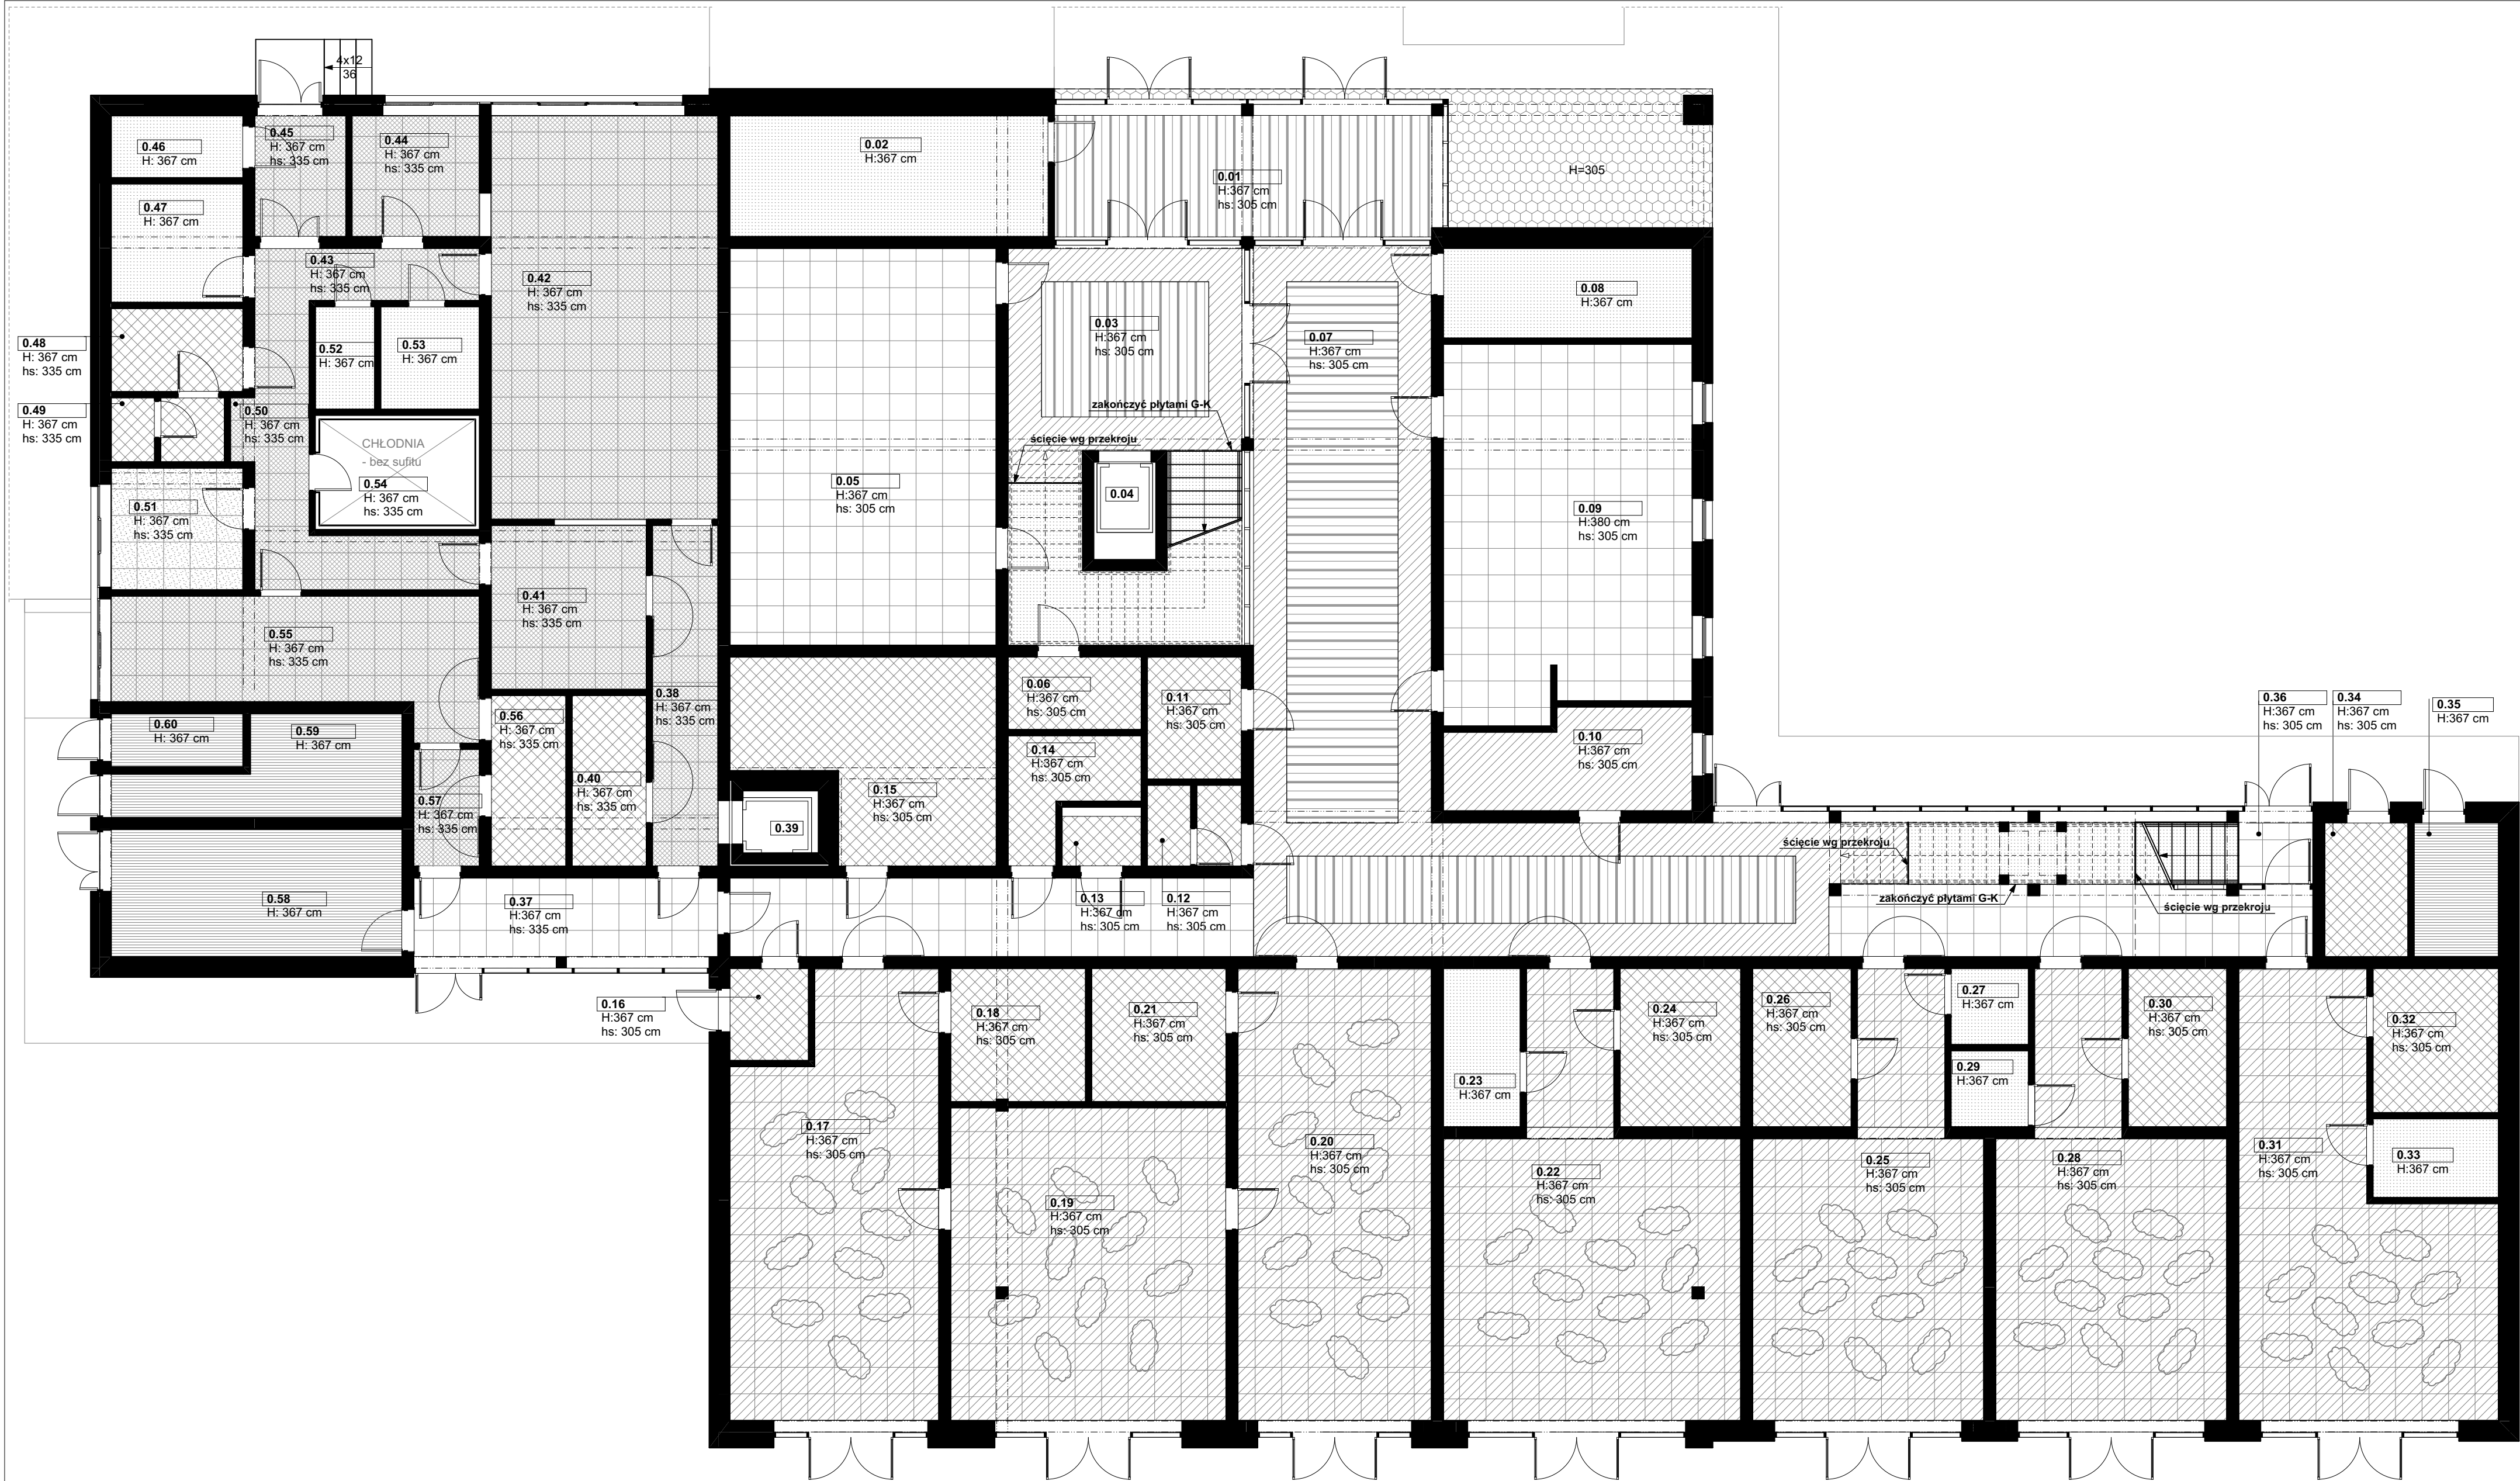 4x12
36
0.46
H: 367 cm
0.45
H: 367 cm
hs: 335 cm
0.44
H: 367 cm
hs: 335 cm
0.02
H:367 cm
0.01
H:367 cm
hs: 305 cm
H=305
0.47
H: 367 cm
0.43
H: 367 cm
hs: 335 cm
0.42
H: 367 cm
hs: 335 cm
0.08
H:367 cm
0.48
H: 367 cm
hs: 335 cm
0.52
H: 367 cm
0.53
H: 367 cm
0.03
H:367 cm
hs: 305 cm
0.07
H:367 cm
hs: 305 cm
zakończyć płytami G-K
0.49
H: 367 cm
hs: 335 cm
0.50
H: 367 cm
hs: 335 cm
CHŁODNIA
- bez sufitu
0.54
H: 367 cm
hs: 335 cm
ścięcie wg przekroju
0.05
H:367 cm
hs: 305 cm
0.04
0.09
H:380 cm
hs: 305 cm
0.51
H: 367 cm
hs: 335 cm
0.41
H: 367 cm
hs: 335 cm
0.55
H: 367 cm
hs: 335 cm
0.38
H: 367 cm
hs: 335 cm
0.06
H:367 cm
hs: 305 cm
0.11
H:367 cm
hs: 305 cm
0.36
H:367 cm
hs: 305 cm
0.34
H:367 cm
hs: 305 cm
0.35
H:367 cm
0.60
H: 367 cm
0.59
H: 367 cm
0.56
H: 367 cm
hs: 335 cm
0.40
H: 367 cm
hs: 335 cm
0.14
H:367 cm
hs: 305 cm
0.10
H:367 cm
hs: 305 cm
0.57
H: 367 cm
hs: 335 cm
0.39
0.15
H:367 cm
hs: 305 cm
ścięcie wg przekroju
0.58
H: 367 cm
0.37
H:367 cm
hs: 335 cm
0.13
H:367 cm
hs: 305 cm
0.12
H:367 cm
hs: 305 cm
zakończyć płytami G-K
ścięcie wg przekroju
0.16
H:367 cm
hs: 305 cm
0.18
H:367 cm
hs: 305 cm
0.21
H:367 cm
hs: 305 cm
0.24
H:367 cm
hs: 305 cm
0.26
H:367 cm
hs: 305 cm
0.27
H:367 cm
0.30
H:367 cm
hs: 305 cm
0.32
H:367 cm
hs: 305 cm
0.23
H:367 cm
0.29
H:367 cm
0.17
H:367 cm
hs: 305 cm
0.20
H:367 cm
hs: 305 cm
0.22
H:367 cm
hs: 305 cm
0.25
H:367 cm
hs: 305 cm
0.28
H:367 cm
hs: 305 cm
0.31
H:367 cm
hs: 305 cm
0.33
H:367 cm
0.19
H:367 cm
hs: 305 cm